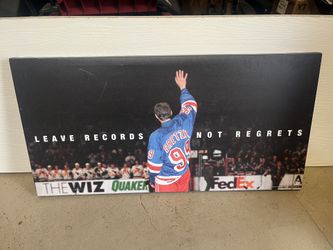 LEAVE RECORDS NOT REGRETS
GRETZKY
99
THE WIZ QUAKER FedEx